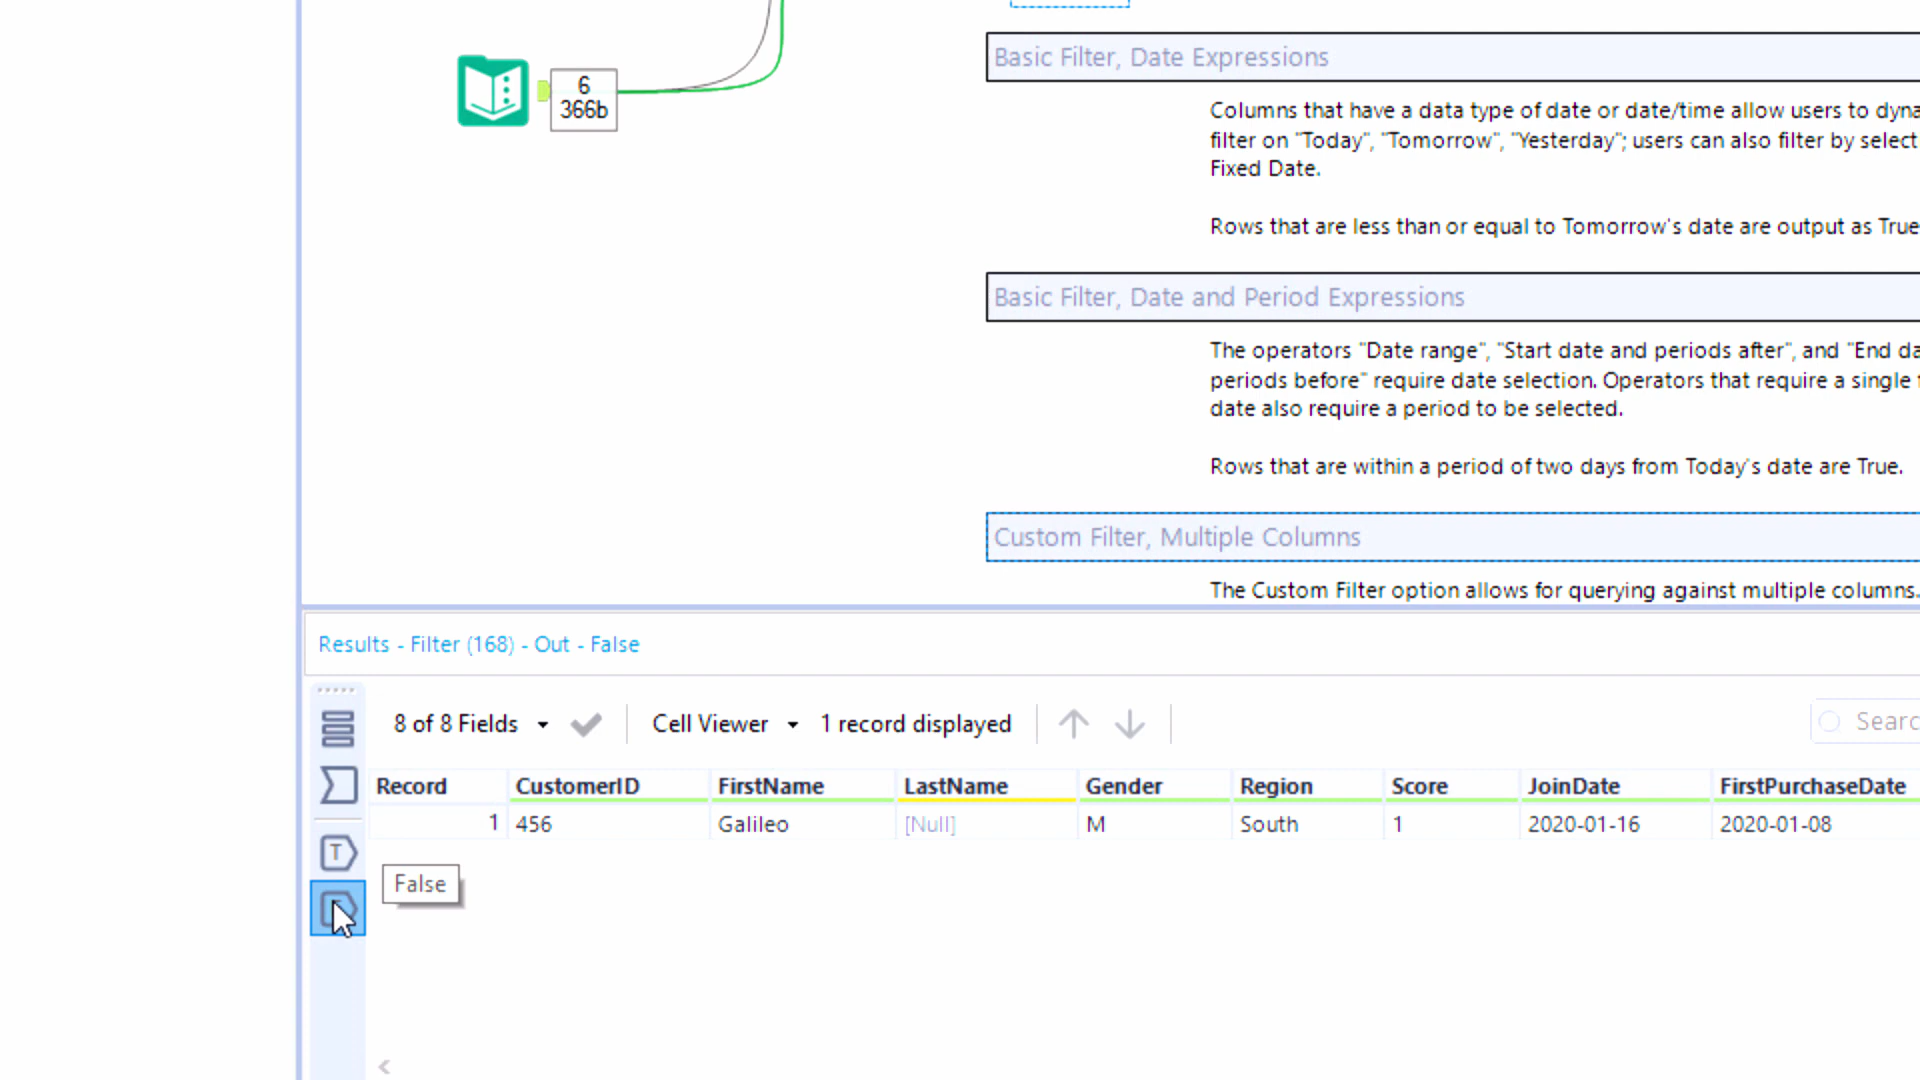 6
366b
Basic Filter, Date Expressions
Columns that have a data type of date or date/time allow users to dyna
filter on "Today", "Tomorrow", "Yesterday"; users can also filter by select
Fixed Date.
Rows that are less than or equal to Tomorrow's date are output as True
Basic Filter, Date and Period Expressions
The operators "Date range", "Start date and periods after", and "End da
periods before" require date selection. Operators that require a single f
date also require a period to be selected.
Rows that are within a period of two days from Today's date are True.
Custom Filter, Multiple Columns
The Custom Filter option allows for querying against multiple columns.
Results - Filter (168) - Out - False
8 of 8 Fields Cell Viewer 1 record displayed Searc
Record CustomerID FirstName LastName Gender Region Score JoinDate FirstPurchaseDate
1 456 Galileo [Null] M South 1 2020-01-16 2020-01-08
T
False